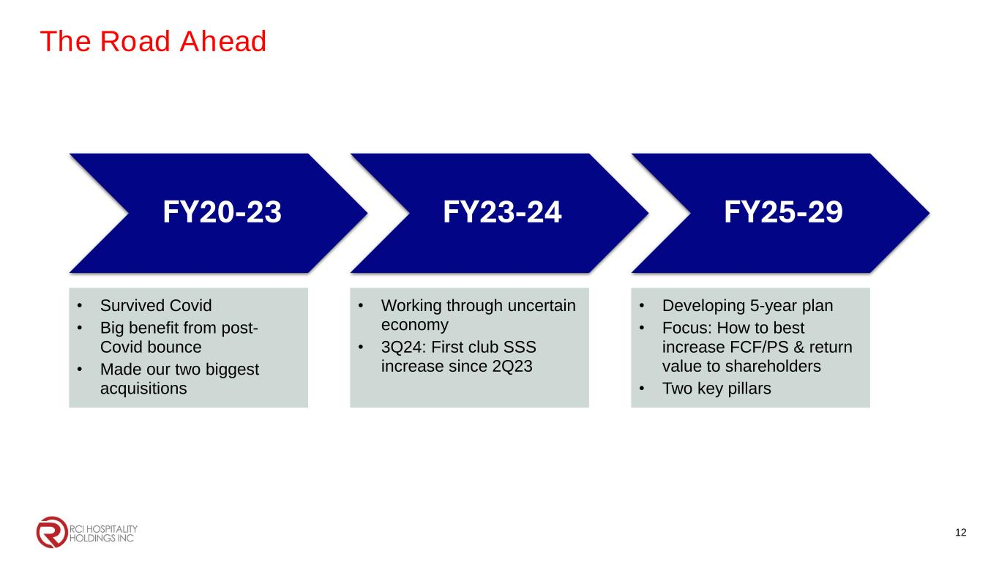 The Road Ahead
FY20-23
FY23-24
FY25-29
• Survived Covid
• Big benefit from post-
Covid bounce
• Made our two biggest
acquisitions
• Working through uncertain
economy
• 3Q24: First club SSS
increase since 2Q23
• Developing 5-year plan
• Focus: How to best
increase FCF/PS & return
value to shareholders
• Two key pillars
RCI HOSPITALITY
HOLDINGS INC
12